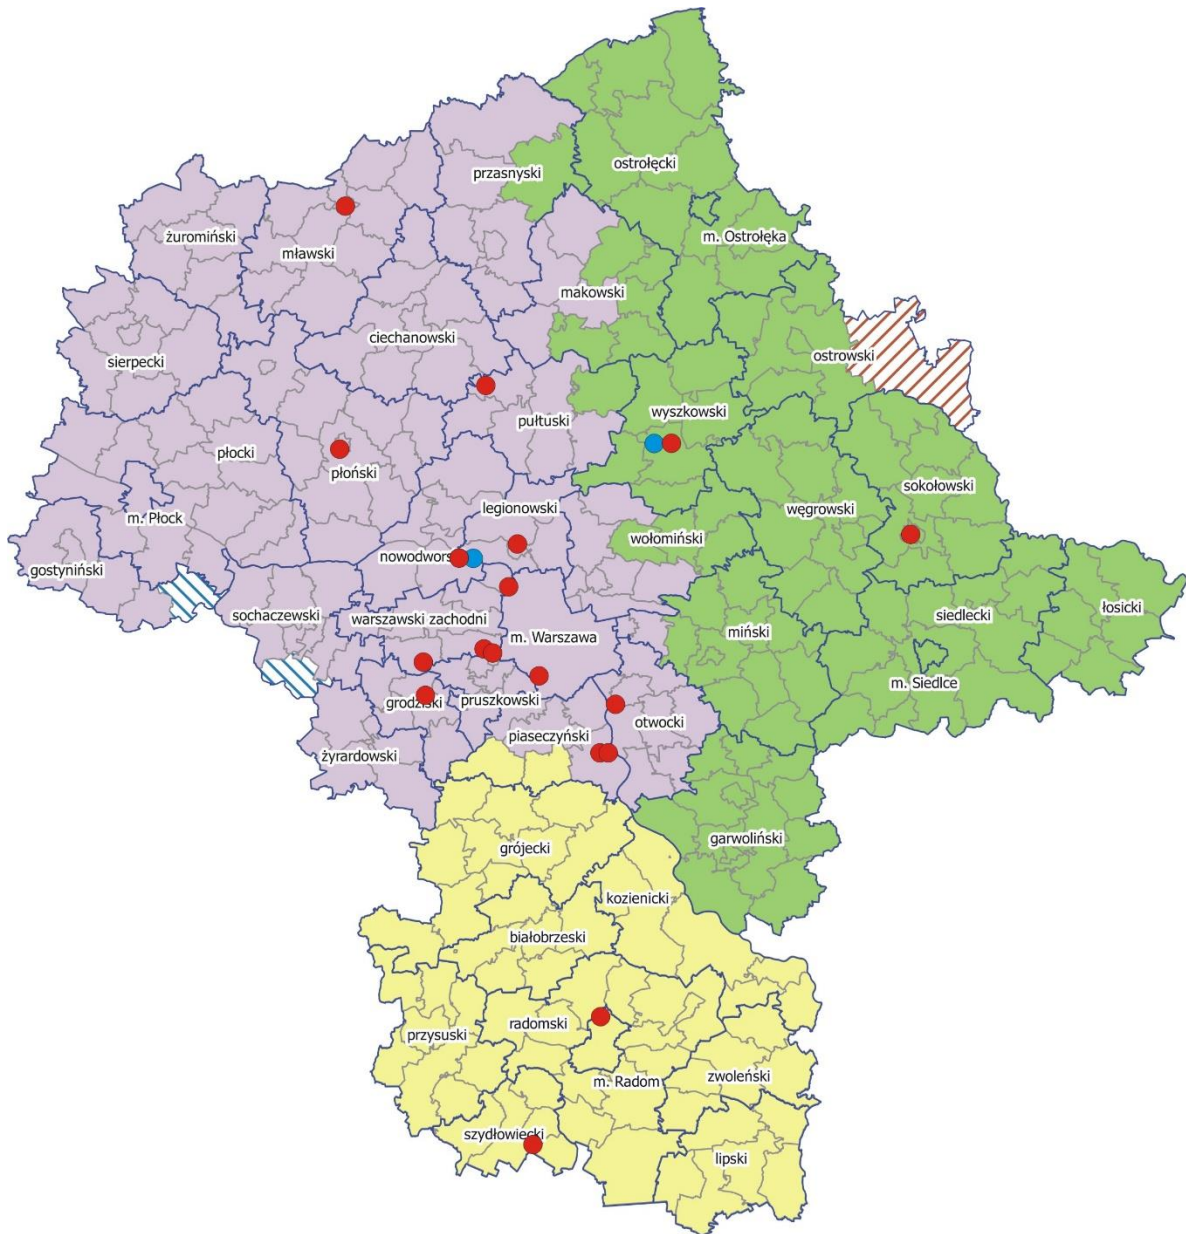 ostrołęcki
przasnyski
m. Ostrołęka
żuromiński
mławski
makowski
ciechanowski
ostrowski
sierpecki
wyszkowski
pułtuski
płocki
płoński
sokołowski
węgrowski
legionowski
m. Płock
wołomiński
nowodwors
gostyniński
łosicki
sochaczewski
siedlecki
warszawski zachodni
miński
m. Warszawa
m. Siedlce
grodziski
pruszkowski
otwocki
piaseczyński
żyrardowski
garwoliński
grójecki
kozienicki
białobrzeski
radomski
przysuski
zwoleński
m. Radom
szydłowiecki
lipski